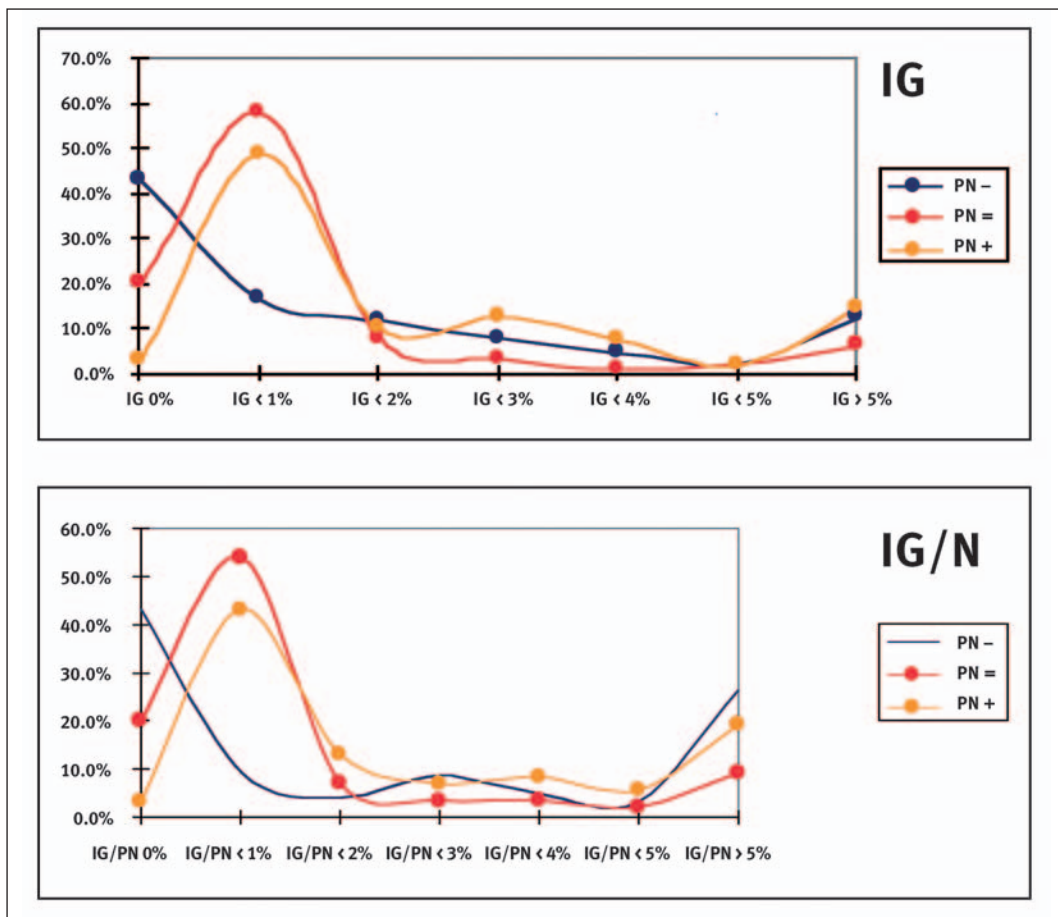 IG
70.0%
60.0%
50.0%
40.0%
30.0%
20.0%
10.0%
0.0%
IG 0%
IG < 1%
IG < 2%
IG < 3%
IG < 4%
IG < 5%
IG > 5%
PN –
PN =
PN +
IG/N
60.0%
50.0%
40.0%
30.0%
20.0%
10.0%
0.0%
IG/PN 0%
IG/PN < 1%
IG/PN < 2%
IG/PN < 3%
IG/PN < 4%
IG/PN < 5%
IG/PN > 5%
PN –
PN =
PN +